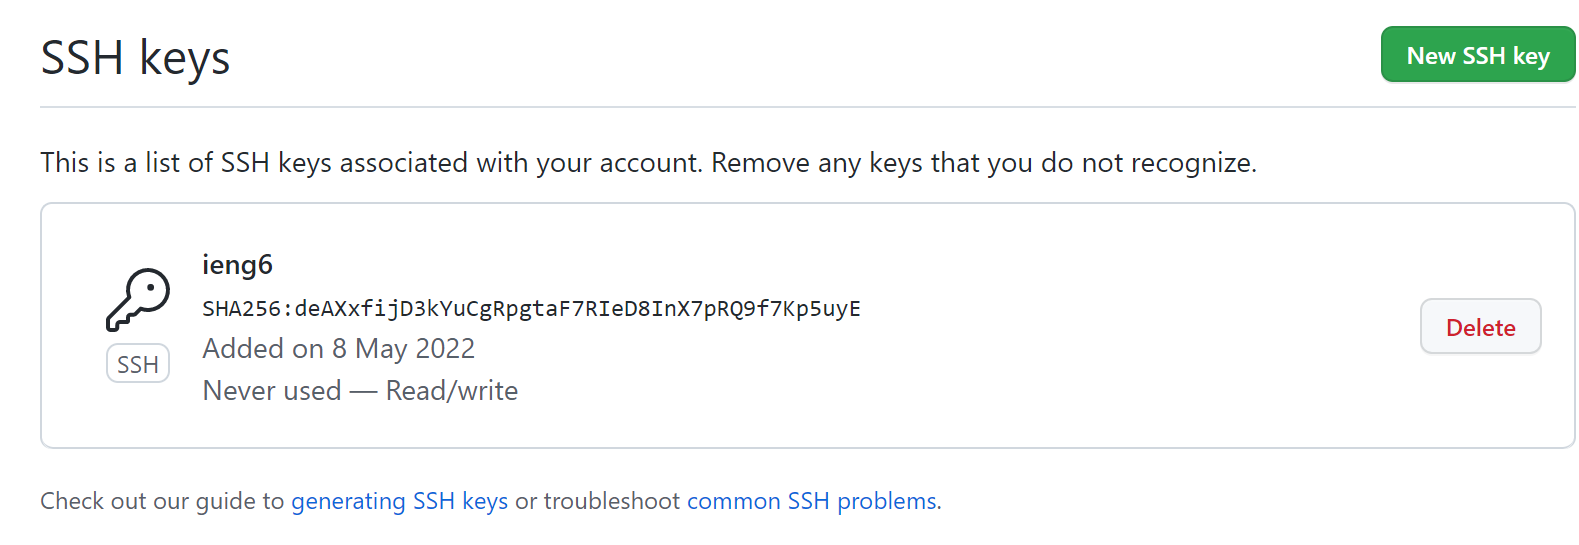 SSH keys
New SSH key
This is a list of SSH keys associated with your account. Remove any keys that you do not recognize.
ieng6
SHA256:deAXxfijD3kYuCgRpgtaF7RIeD8InX7pRQ9f7Kp5uyE
Added on 8 May 2022
Never used — Read/write
SSH
Delete
Check out our guide to generating SSH keys or troubleshoot common SSH problems.